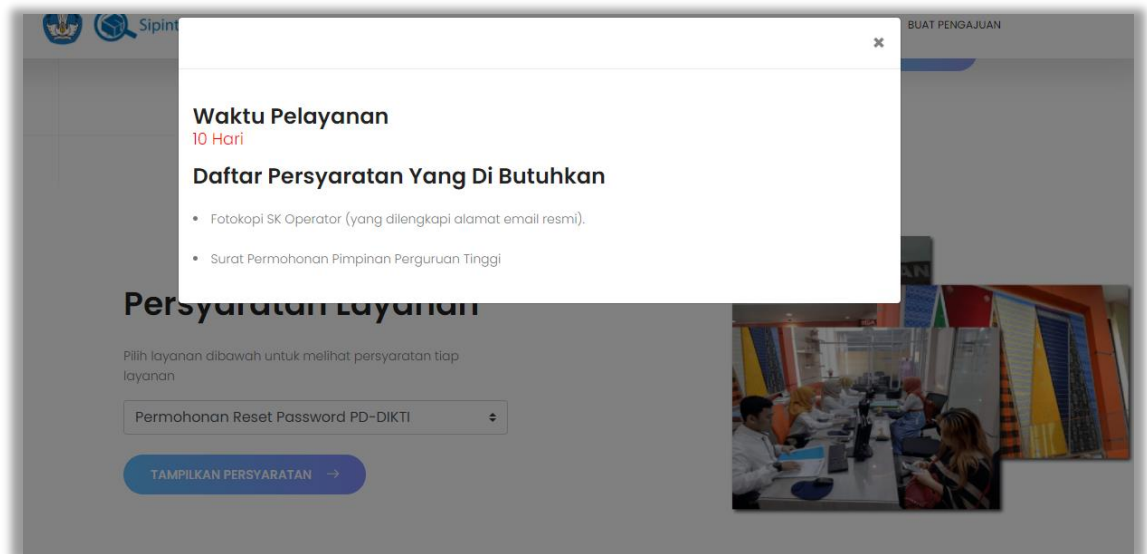 Sipint
BUAT PENGAJUAN
×
Waktu Pelayanan
10 Hari
Daftar Persyaratan Yang Di Butuhkan
• Fotokopi SK Operator (yang dilengkapi alamat email resmi).
• Surat Permohonan Pimpinan Perguruan Tinggi
Persyaratan Layanan
Pilih layanan dibawah untuk melihat persyaratan tiap
layanan
Permohonan Reset Password PD-DIKTI
TAMPILKAN PERSYARATAN →